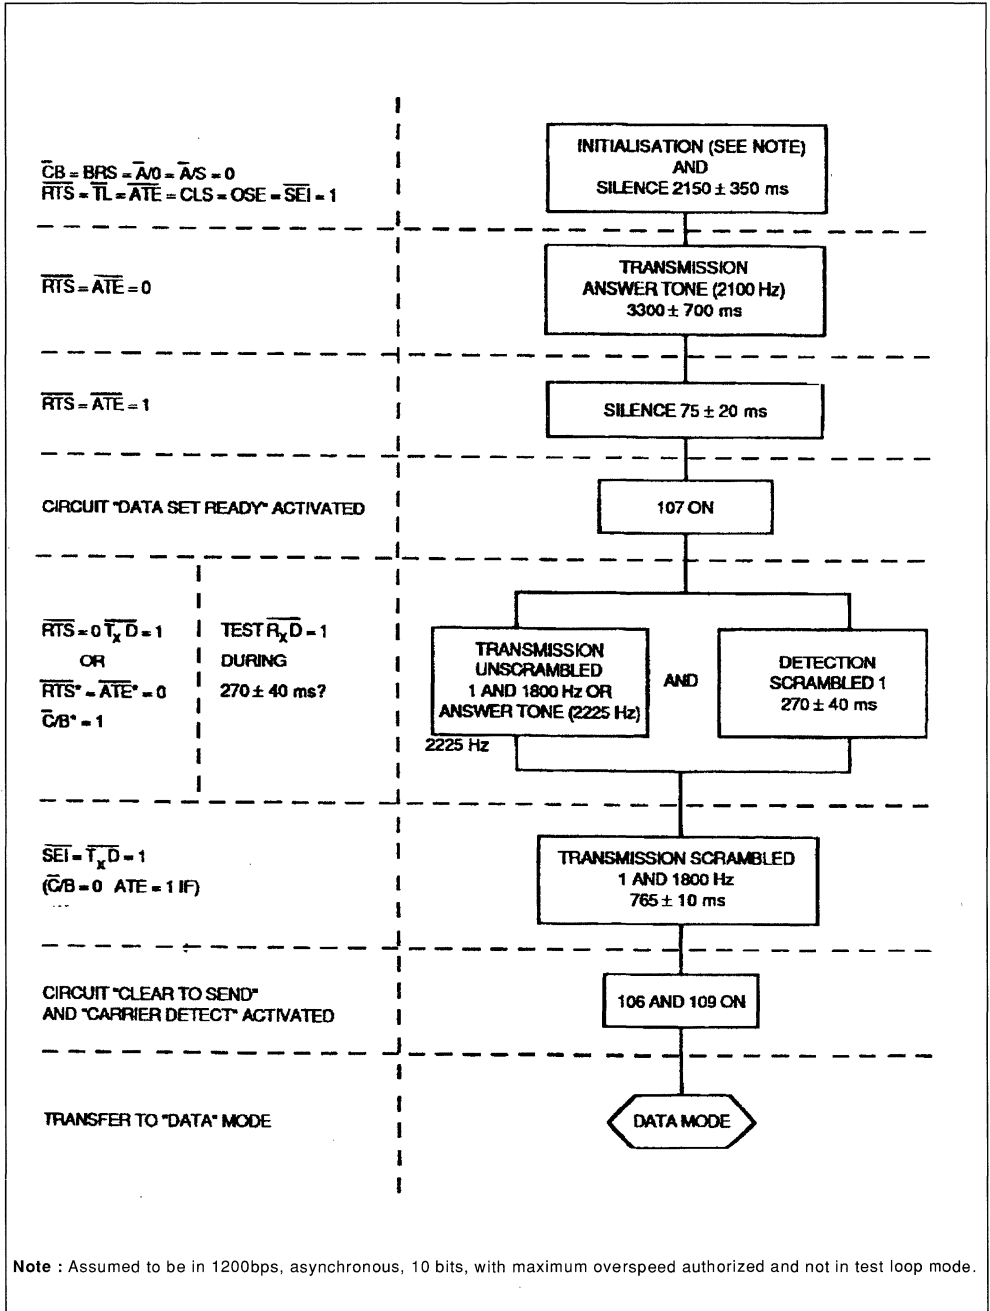 C̅B = BRS = A̅/0 = A̅/S = 0
R̅T̅S̅ = T̅L = A̅T̅E̅ = CLS = OSE = S̅E̅I̅ = 1
INITIALISATION (SEE NOTE)
AND
SILENCE 2150 ± 350 ms
R̅T̅S̅ = A̅T̅E̅ = 0
TRANSMISSION
ANSWER TONE (2100 Hz)
3300 ± 700 ms
R̅T̅S̅ = A̅T̅E̅ = 1
SILENCE 75 ± 20 ms
CIRCUIT "DATA SET READY" ACTIVATED
107 ON
R̅T̅S̅ = 0 T̅x̅ D̅ = 1
OR
R̅T̅S̅* = A̅T̅E̅* = 0
C̅/B* = 1
TEST R̅x̅D̅ = 1
DURING
270 ± 40 ms?
TRANSMISSION
UNSCRAMBLED
1 AND 1800 Hz OR
ANSWER TONE (2225 Hz)
2225 Hz
AND
DETECTION
SCRAMBLED 1
270 ± 40 ms
S̅E̅I̅ = T̅x̅D̅ = 1
(C̅/B = 0 ATE = 1 IF)
TRANSMISSION SCRAMBLED
1 AND 1800 Hz
765 ± 10 ms
CIRCUIT "CLEAR TO SEND"
AND "CARRIER DETECT" ACTIVATED
106 AND 109 ON
TRANSFER TO "DATA" MODE
DATA MODE
Note : Assumed to be in 1200bps, asynchronous, 10 bits, with maximum overspeed authorized and not in test loop mode.